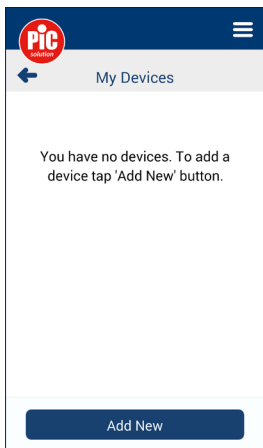 PiC
solution
My Devices
You have no devices. To add a
device tap 'Add New' button.
Add New